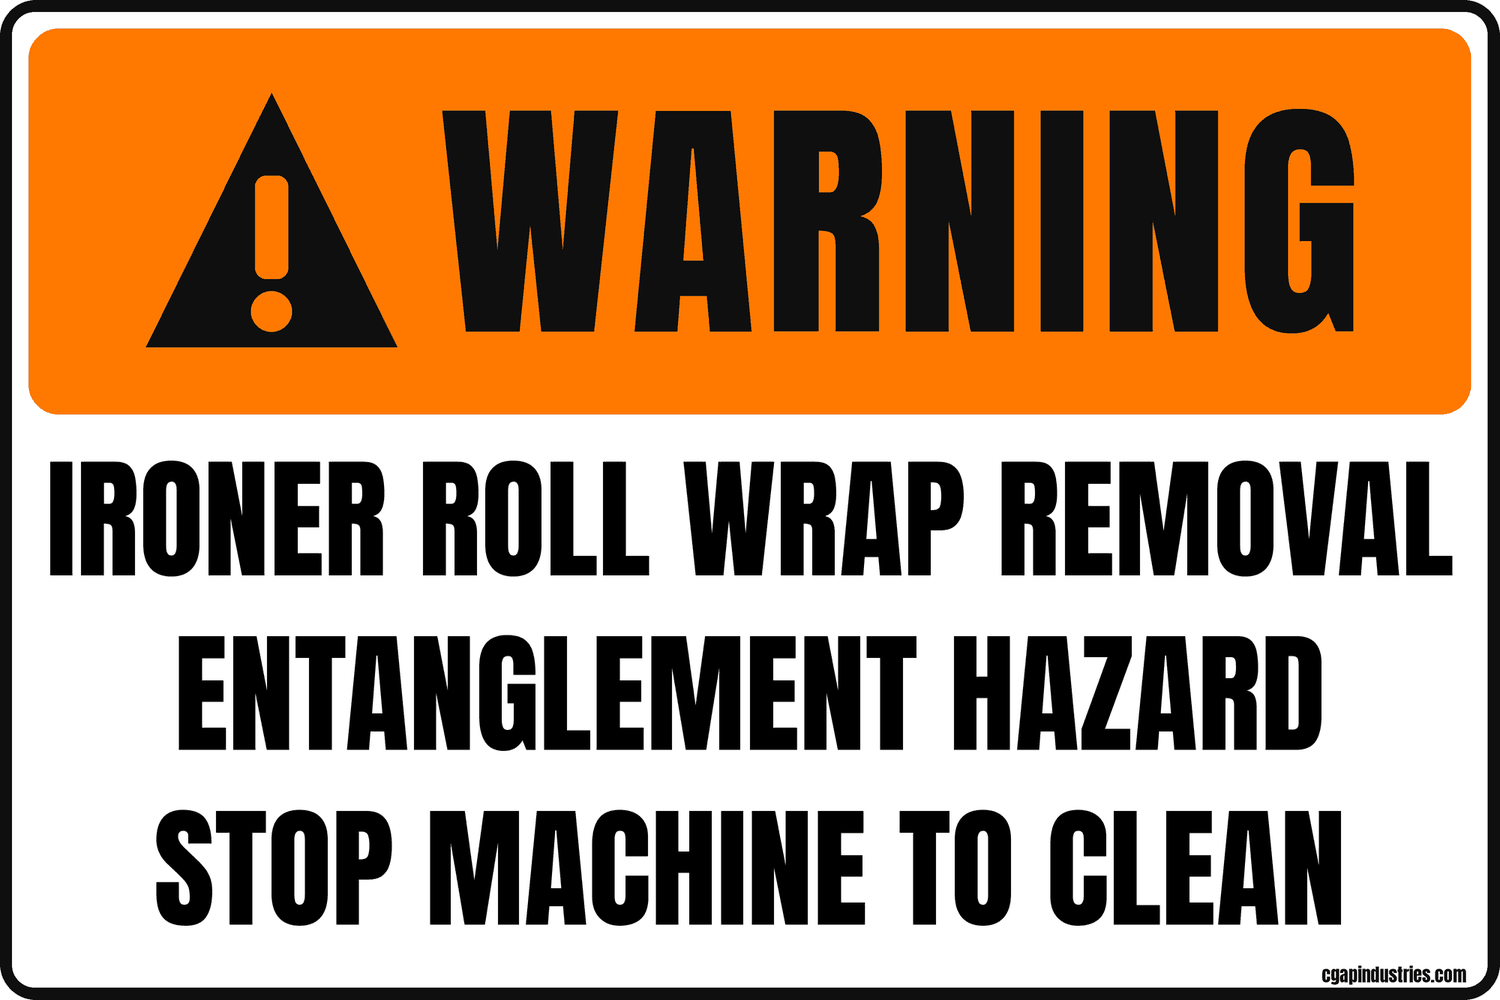 WARNING
IRONER ROLL WRAP REMOVAL
ENTANGLEMENT HAZARD
STOP MACHINE TO CLEAN
cgapindustries.com